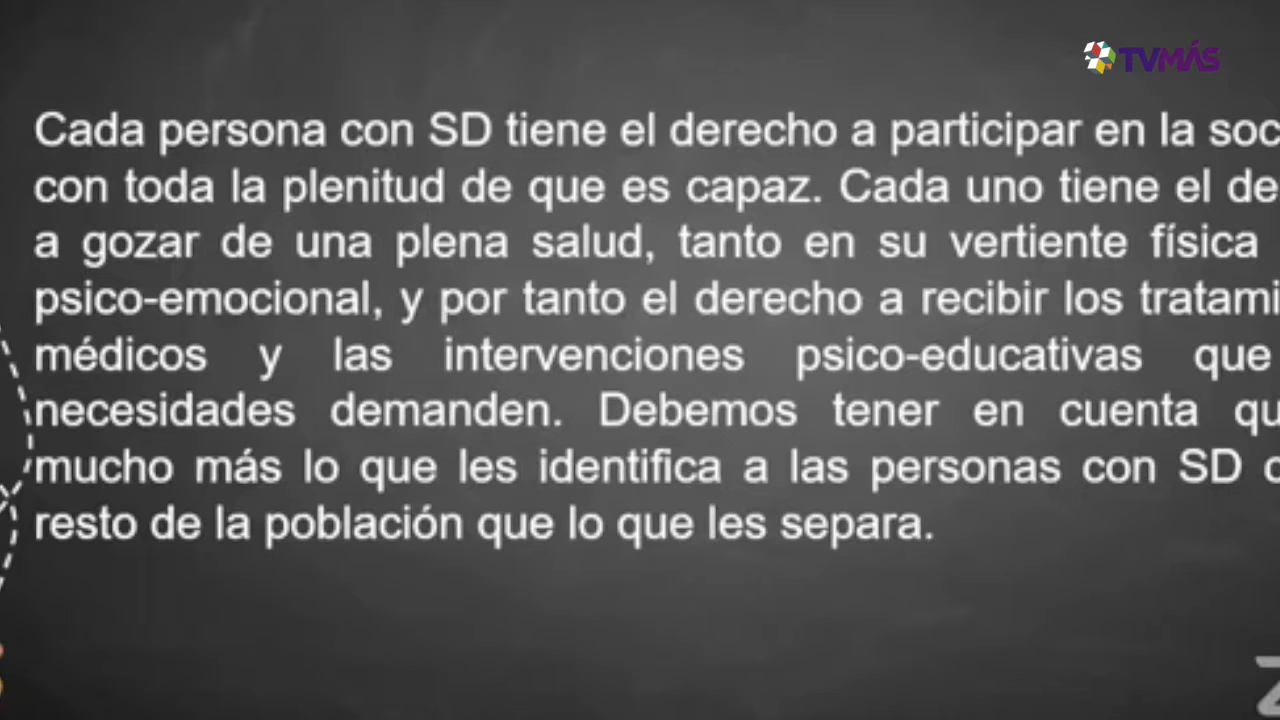 TVMÁS
Cada persona con SD tiene el derecho a participar en la soc
con toda la plenitud de que es capaz. Cada uno tiene el de
a gozar de una plena salud, tanto en su vertiente física
psico-emocional, y por tanto el derecho a recibir los tratami
médicos y las intervenciones psico-educativas que
necesidades demanden. Debemos tener en cuenta qu
mucho más lo que les identifica a las personas con SD c
resto de la población que lo que les separa.